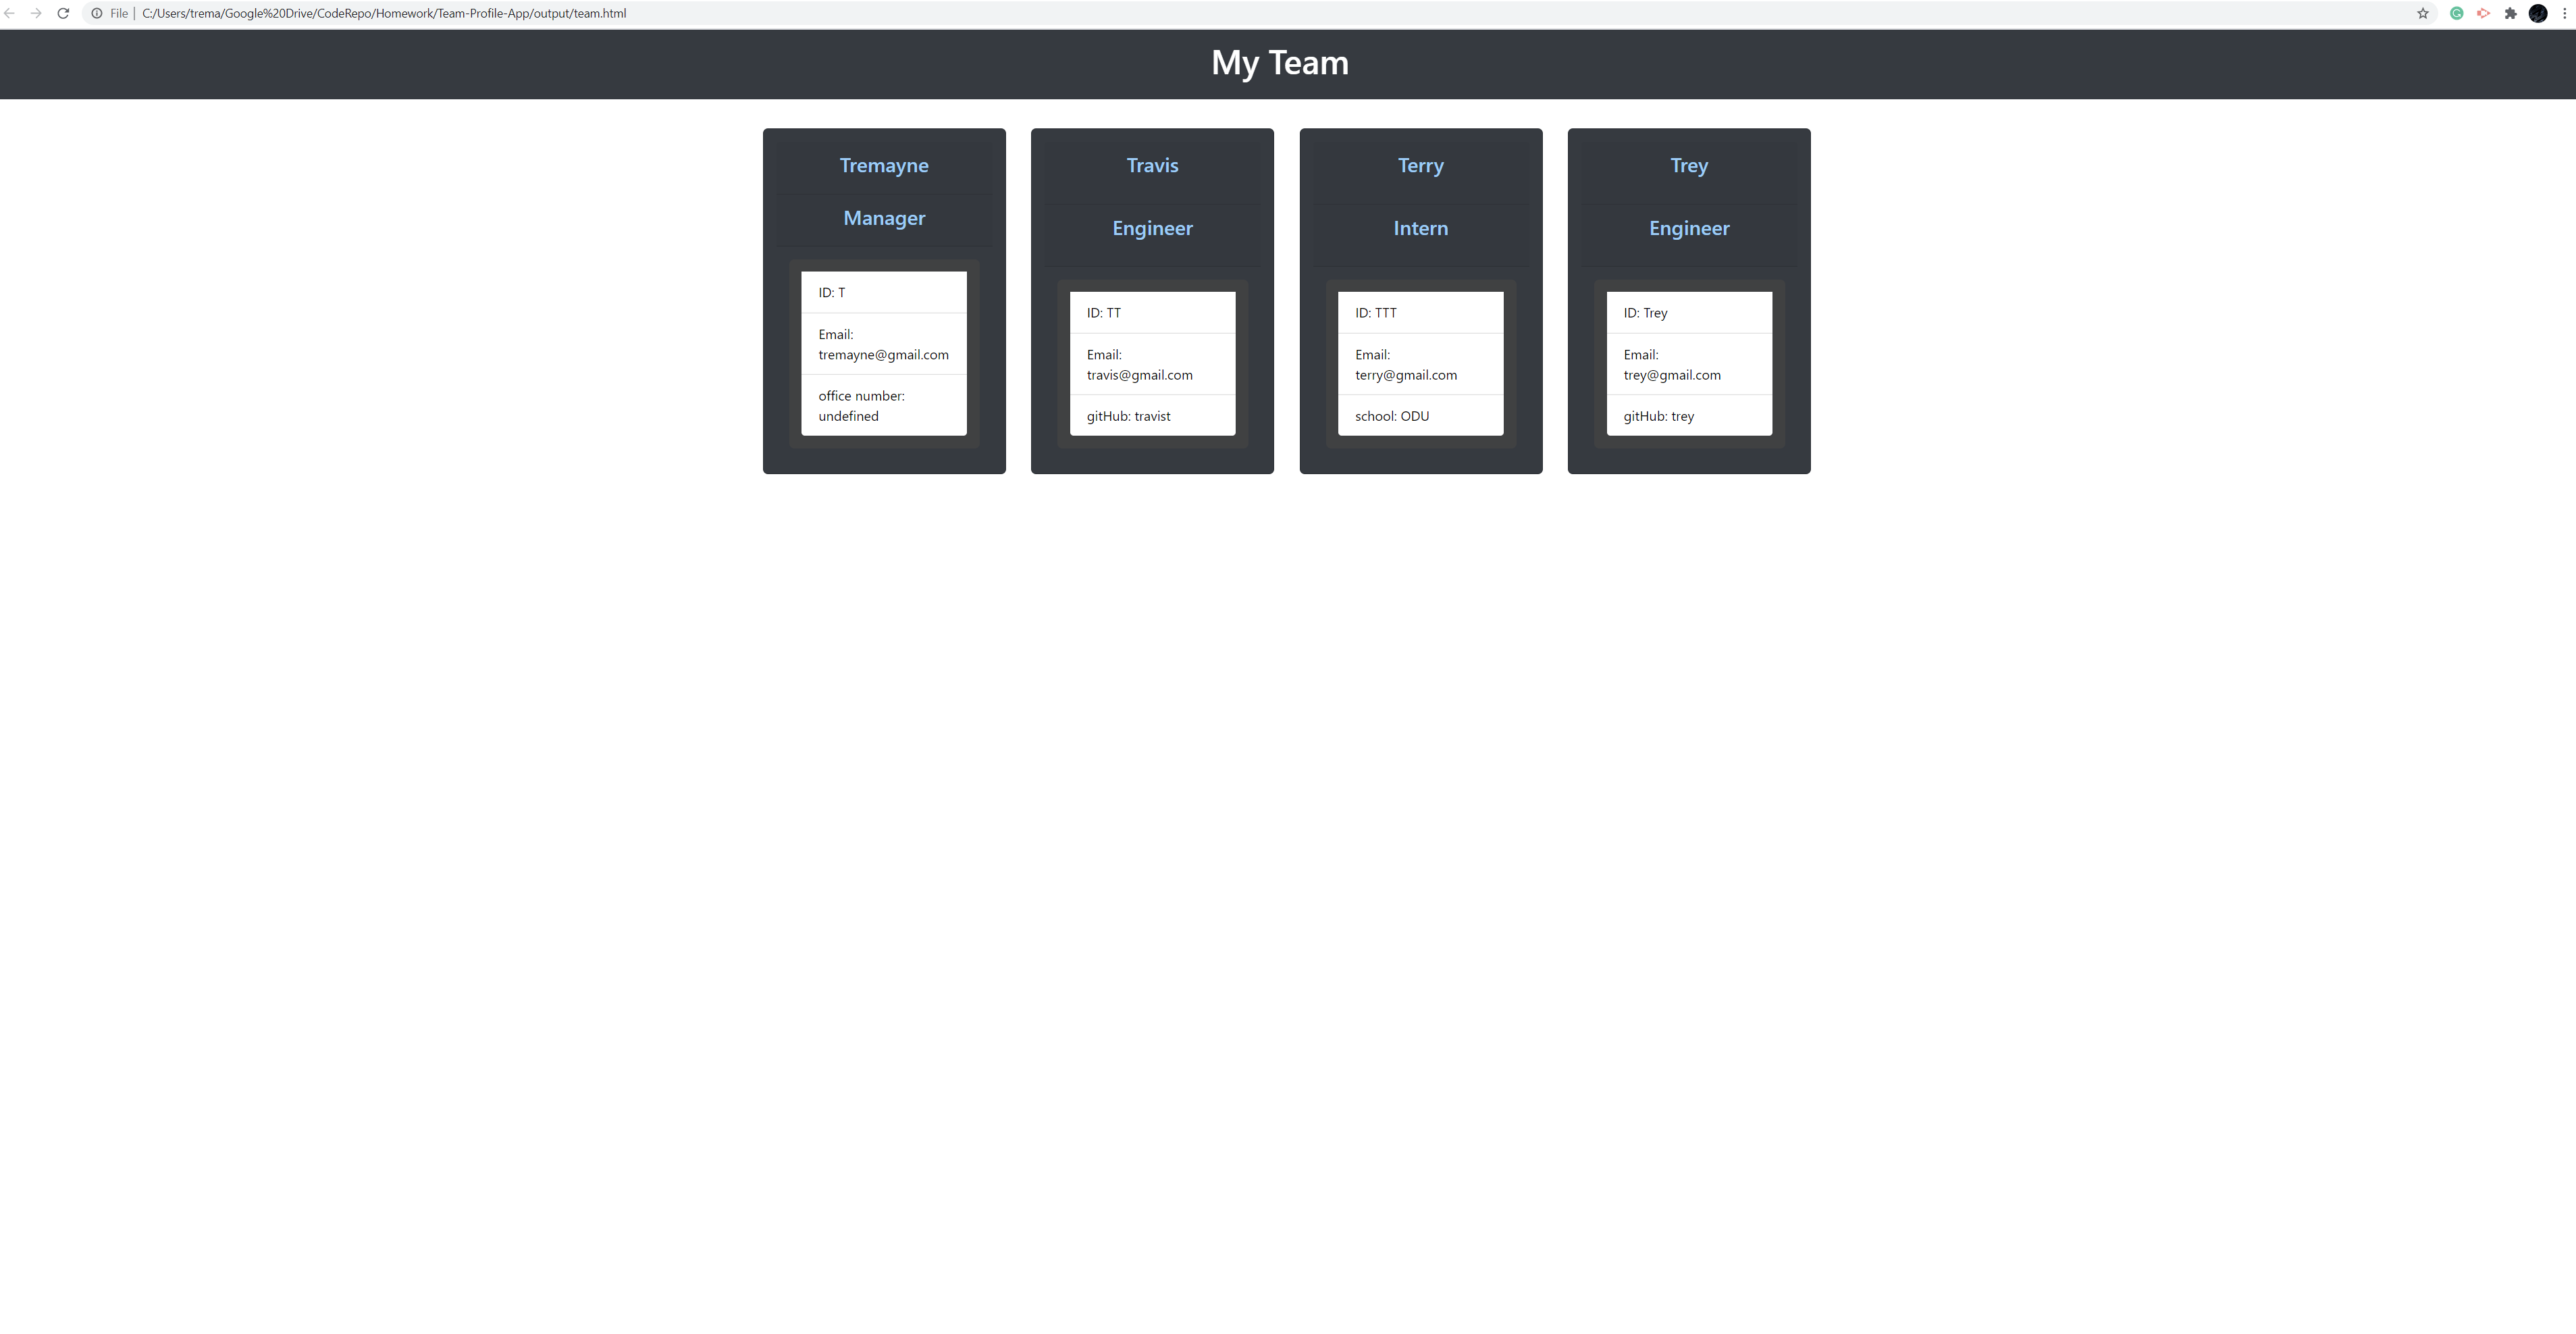 File | C:/Users/trema/Google%20Drive/CodeRepo/Homework/Team-Profile-App/output/team.html
My Team
Tremayne
Manager
ID: T
Email:
tremayne@gmail.com
office number:
undefined
Travis
Engineer
ID: TT
Email:
travis@gmail.com
gitHub: travist
Terry
Intern
ID: TTT
Email:
terry@gmail.com
school: ODU
Trey
Engineer
ID: Trey
Email:
trey@gmail.com
gitHub: trey